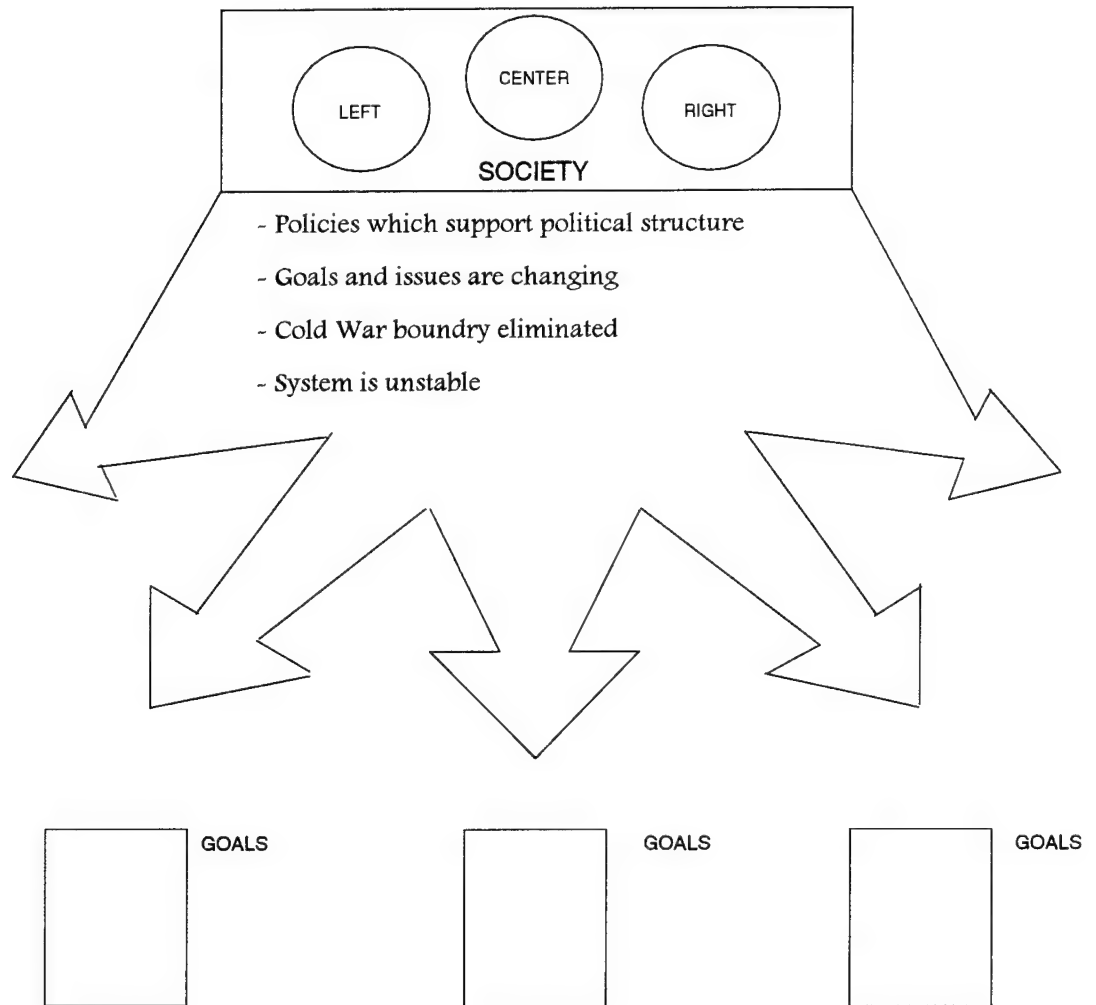 CENTER
LEFT
RIGHT
SOCIETY
- Policies which support political structure
- Goals and issues are changing
- Cold War boundry eliminated
- System is unstable
GOALS
GOALS
GOALS